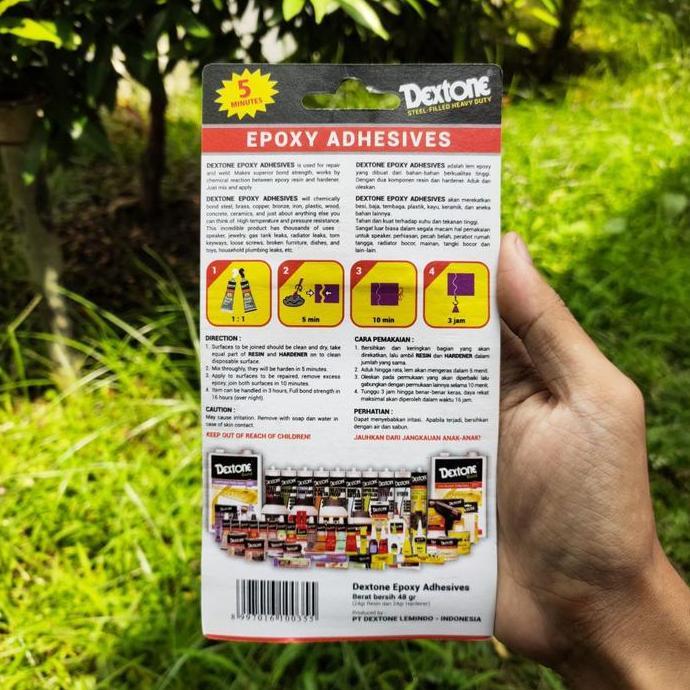 5
MINUTES
DEXTONE
STEEL-FILLED HEAVY DUTY
EPOXY ADHESIVES
DEXTONE EPOXY ADHESIVES is used for repair
and weld. Makes superior bond strength, works by
chemical reaction between epoxy resin and hardener.
Just mix and apply.
DEXTONE EPOXY ADHESIVES will chemically
bond steel, brass, copper, bronze, iron, plastic, wood,
concrete, ceramics, and just about anything else you
can think of. High temperature and pressure resistance.
This incredible product has thousands of uses :
speaker, jewelry, gas tank leaks, radiator leaks, torn
keyways, loose screws, broken furniture, dishes, and
toys, household plumbing leaks, etc.
DEXTONE EPOXY ADHESIVES adalah lem epoxy
yang dibuat dari bahan-bahan berkualitas tinggi.
Dengan dua komponen resin dan hardener. Aduk dan
oleskan.
DEXTONE EPOXY ADHESIVES akan merekatkan
besi, baja, tembaga, plastik, kayu, keramik, dan aneka
bahan lainnya.
Tahan dan kuat terhadap suhu dan tekanan tinggi.
Sangat luar biasa dalam segala macam hal pemakaian
untuk speaker, perhiasan, pecah belah, perabot rumah
tangga, radiator bocor, mainan, tangki bocor dan
lain-lain.
1
1 : 1
2
5 min
3
10 min
4
3 jam
DIRECTION :
1. Surfaces to be joined should be clean and dry, take
equal part of RESIN and HARDENER on to clean
disposable surface.
2. Mix throughly, they will be harden in 5 minutes.
3. Apply to surfaces to be repaired, remove excess
epoxy, join both surfaces in 10 minutes.
4. Item can be handled in 3 hours, Full bond strength in
16 hours (over night).
CAUTION :
May cause irritation. Remove with soap dan water in
case of skin contact.
KEEP OUT OF REACH OF CHILDREN!
CARA PEMAKAIAN :
1. Bersihkan dan keringkan bagian yang akan
direkatkan, lalu ambil RESIN dan HARDENER dalam
jumlah yang sama.
2. Aduk hingga rata, lem akan mengeras dalam 5 menit.
3. Oleskan pada permukaan yang akan diperbaiki lalu
gabungkan dengan permukaan lainnya selama 10 menit.
4. Tunggu 3 jam hingga benar-benar keras, daya rekat
maksimal akan diperoleh dalam waktu 16 jam.
PERHATIAN :
Dapat menyebabkan iritasi. Apabila terjadi, bersihkan
dengan air dan sabun.
JAUHKAN DARI JANGKAUAN ANAK-ANAK!
DEXTONE
DEXTONE
8 997016 100355
Dextone Epoxy Adhesives
Berat bersih 48 gr
(24gr Resin dan 24gr Hardener)
Produced by :
PT DEXTONE LEMINDO - INDONESIA